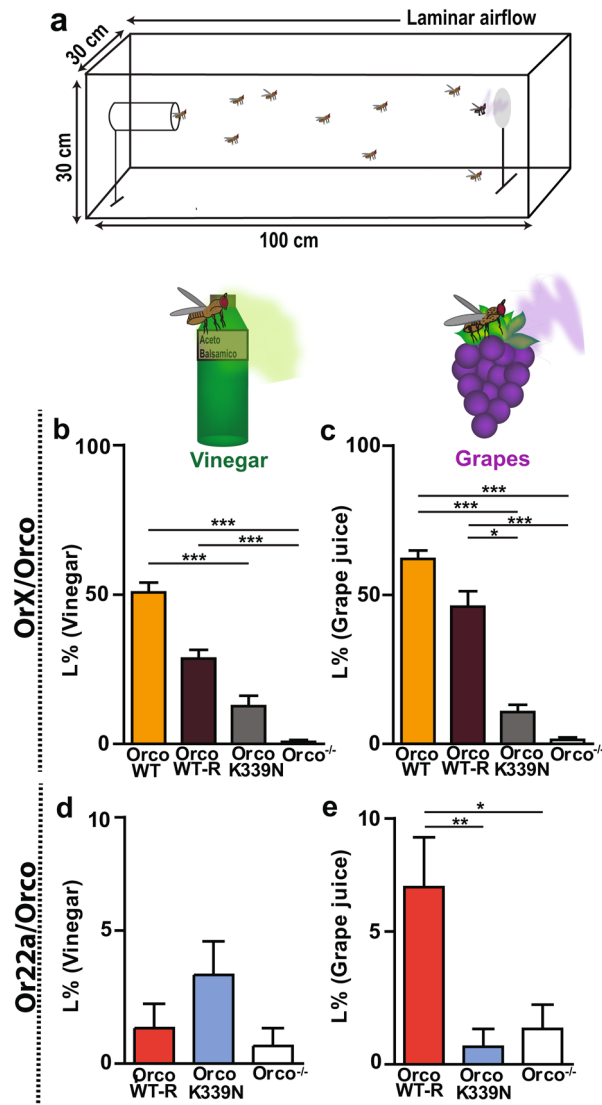 a
Laminar airflow
30 cm
30 cm
100 cm
Aceto
Balsamico
Vinegar
Grapes
OrX/Orco
b
L% (Vinegar)
100
50
0
***
***
***
Orco WT
Orco WT-R
Orco K339N
Orco-/-
c
L% (Grape juice)
100
50
0
***
***
***
*
Orco WT
Orco WT-R
Orco K339N
Orco-/-
Or22a/Orco
d
L% (Vinegar)
10
5
0
Orco WT-R
Orco K339N
Orco-/-
e
L% (Grape juice)
10
5
0
*
**
Orco WT-R
Orco K339N
Orco-/-